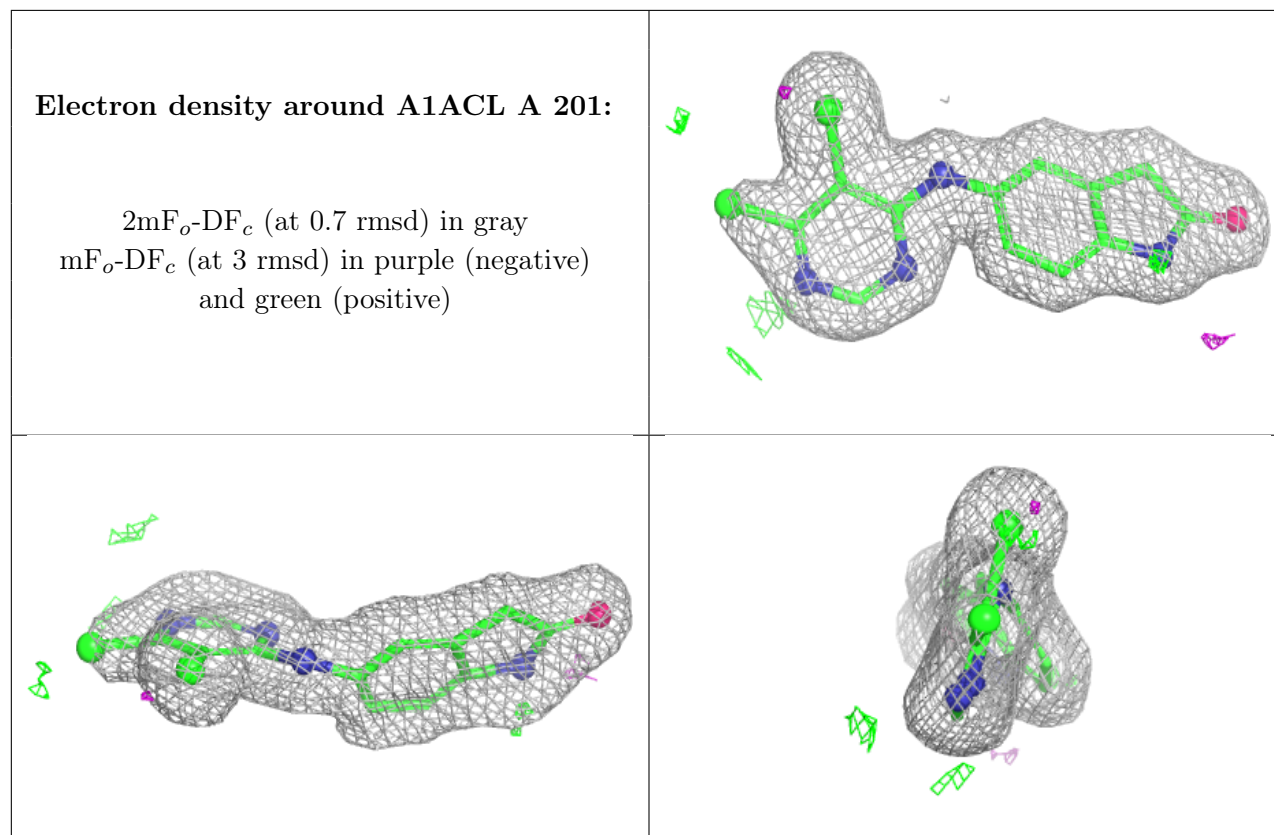 Electron density around A1ACL A 201:
2mFo-DFc (at 0.7 rmsd) in gray
mFo-DFc (at 3 rmsd) in purple (negative)
and green (positive)